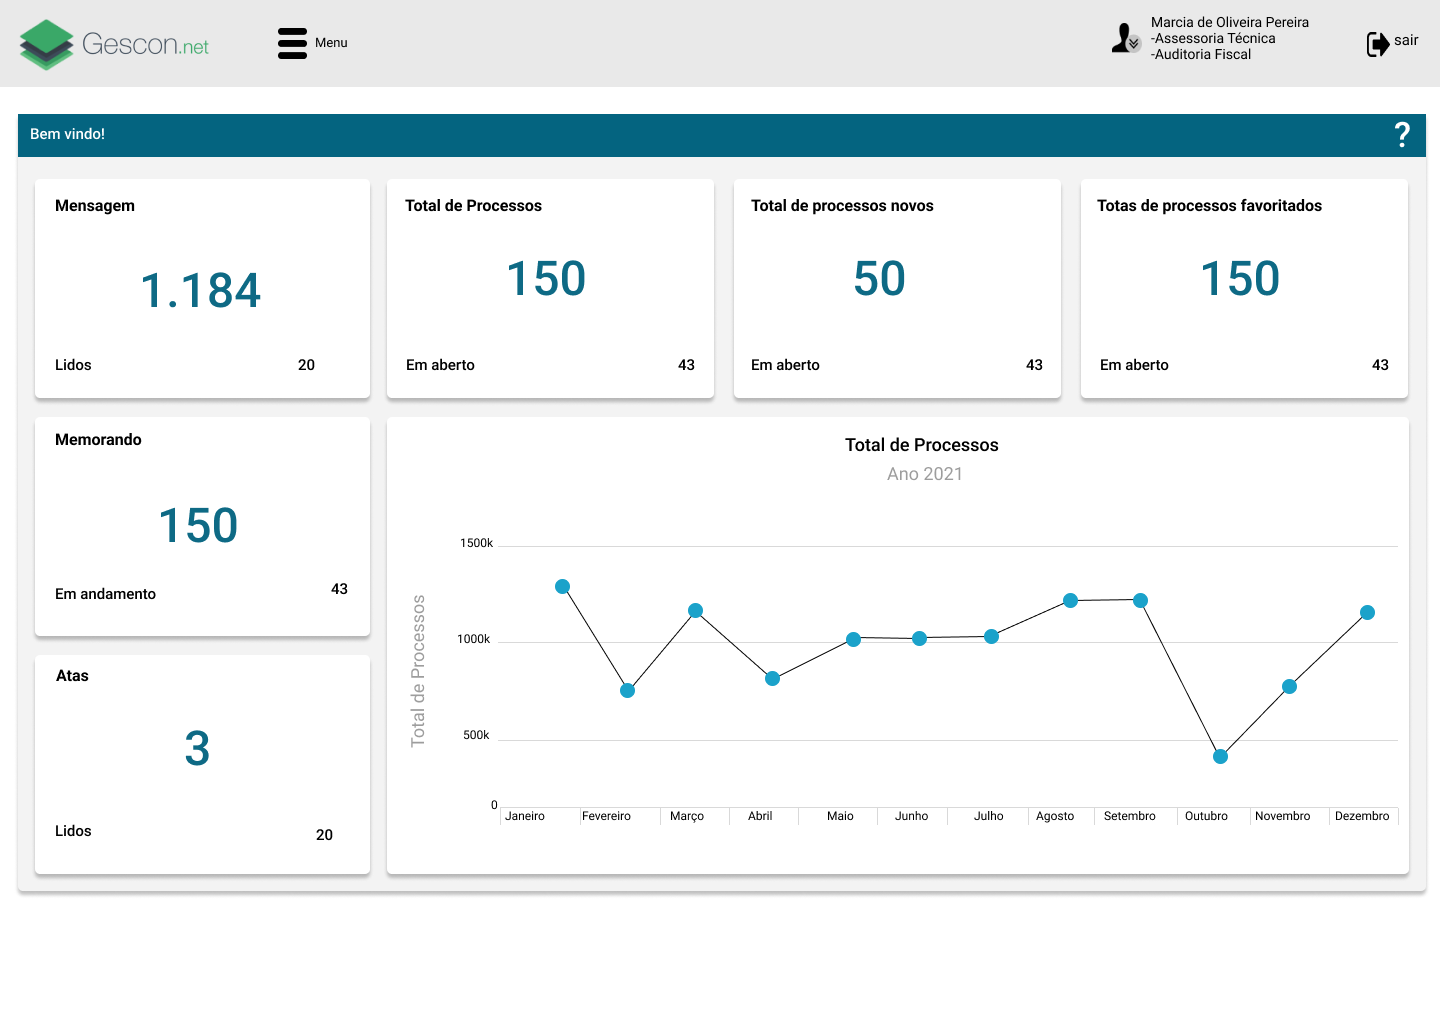 Gescon.net
Menu
Marcia de Oliveira Pereira
-Assessoria Técnica
-Auditoria Fiscal
sair
Bem vindo!
?
Mensagem
1.184
Lidos 20
Total de Processos
150
Em aberto 43
Total de processos novos
50
Em aberto 43
Totas de processos favoritados
150
Em aberto 43
Memorando
150
Em andamento 43
Atas
3
Lidos 20
Total de Processos
Ano 2021
Total de Processos
1500k
1000k
500k
0
Janeiro Fevereiro Março Abril Maio Junho Julho Agosto Setembro Outubro Novembro Dezembro